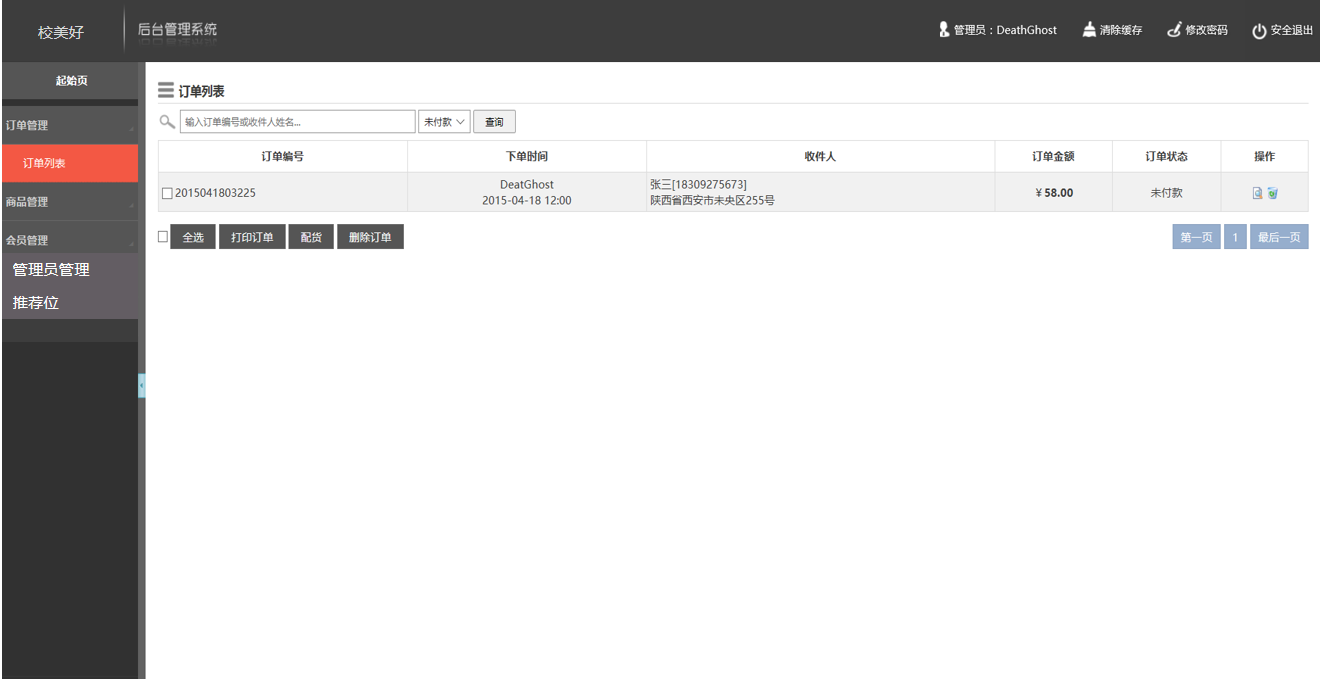 校美好 后台管理系统 管理员：DeathGhost 清除缓存 修改密码 安全退出
起始页
订单管理
订单列表
商品管理
会员管理
管理员管理
推荐位
订单列表
输入订单编号或收件人姓名... 未付款 查询
订单编号 下单时间 收件人 订单金额 订单状态 操作
2015041803225 DeatGhost 张三[18309275673] ￥58.00 未付款
2015-04-18 12:00 陕西省西安市未央区255号
全选 打印订单 配货 删除订单 第一页 1 最后一页